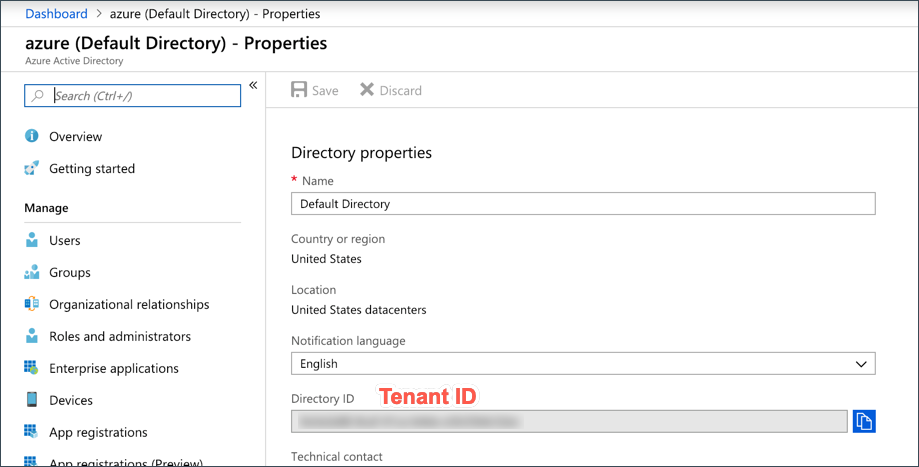 Dashboard > azure (Default Directory) - Properties
azure (Default Directory) - Properties
Azure Active Directory
Search (Ctrl+/)
«
Overview
Getting started
Manage
Users
Groups
Organizational relationships
Roles and administrators
Enterprise applications
Devices
App registrations
App registrations (Preview)
Save
Discard
Directory properties
* Name
Default Directory
Country or region
United States
Location
United States datacenters
Notification language
English
Directory ID
Tenant ID
Technical contact